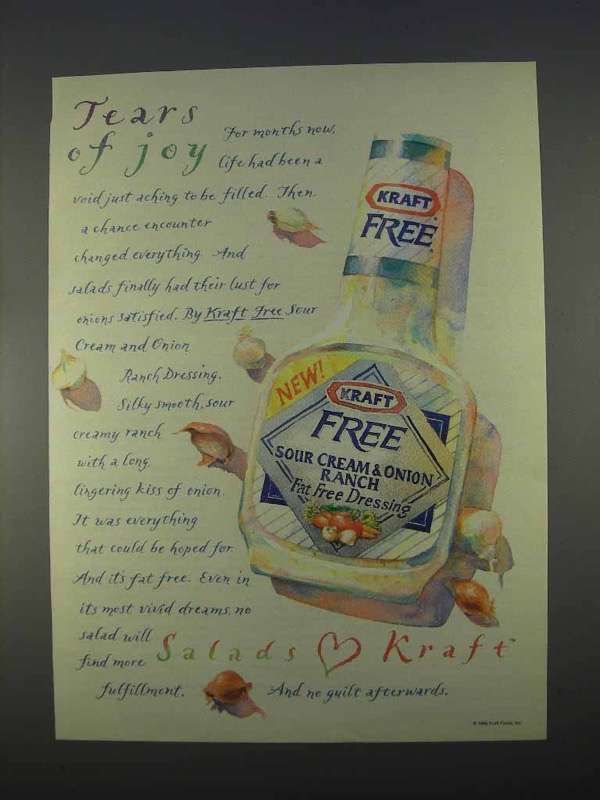 Tears
of joy
For months now,
life had been a
void just aching to be filled. Then
a chance encounter
changed everything. And
salads finally had their lust for
onions satisfied. By Kraft Free Sour
Cream and Onion
Ranch Dressing.
Silky smooth, sour
creamy ranch
with a long,
lingering kiss of onion.
It was everything
that could be hoped for.
And it's fat free. Even in
its most vivid dreams, no
salad will
find more
fulfillment.
And no guilt afterwards.
Salads ♡ Kraft
KRAFT
FREE
NEW!
KRAFT
FREE
SOUR CREAM & ONION
RANCH
Fat Free Dressing
Kraft Foods, Inc.